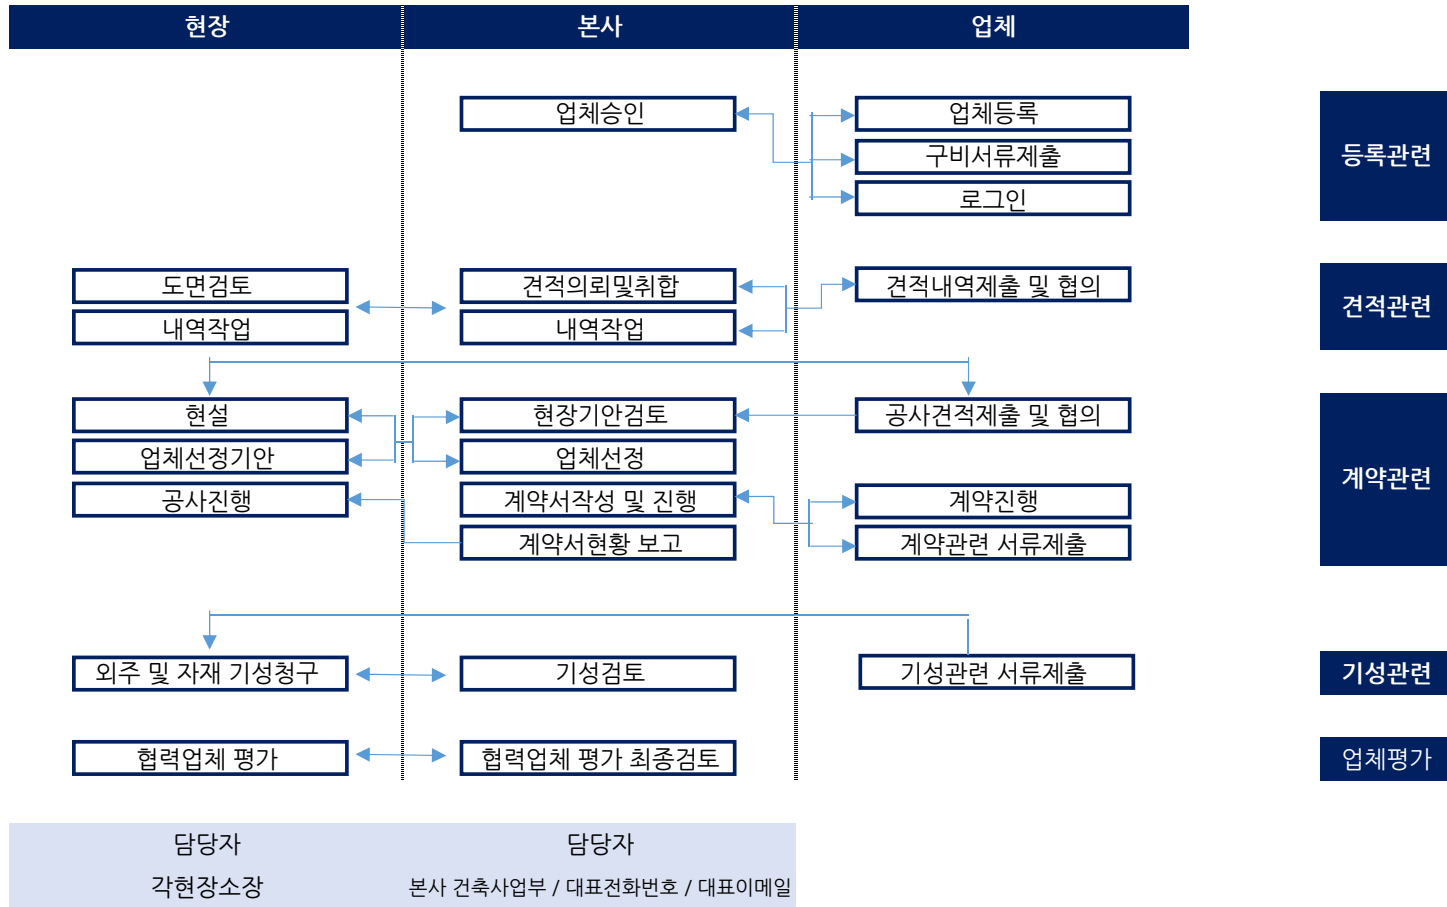 현장 본사 업체
업체승인 업체등록
구비서류제출 등록관련
로그인
도면검토 견적의뢰및취합 견적내역제출 및 협의
견적관련
내역작업 내역작업
현설 현장기안검토 공사견적제출 및 협의
업체선정기안 업체선정
계약관련
공사진행 계약서작성 및 진행 계약진행
계약서현황 보고 계약관련 서류제출
외주 및 자재 기성청구 기성검토 기성관련 서류제출 기성관련
협력업체 평가 협력업체 평가 최종검토 업체평가
담당자 담당자
각현장소장 본사 건축사업부 / 대표전화번호 / 대표이메일